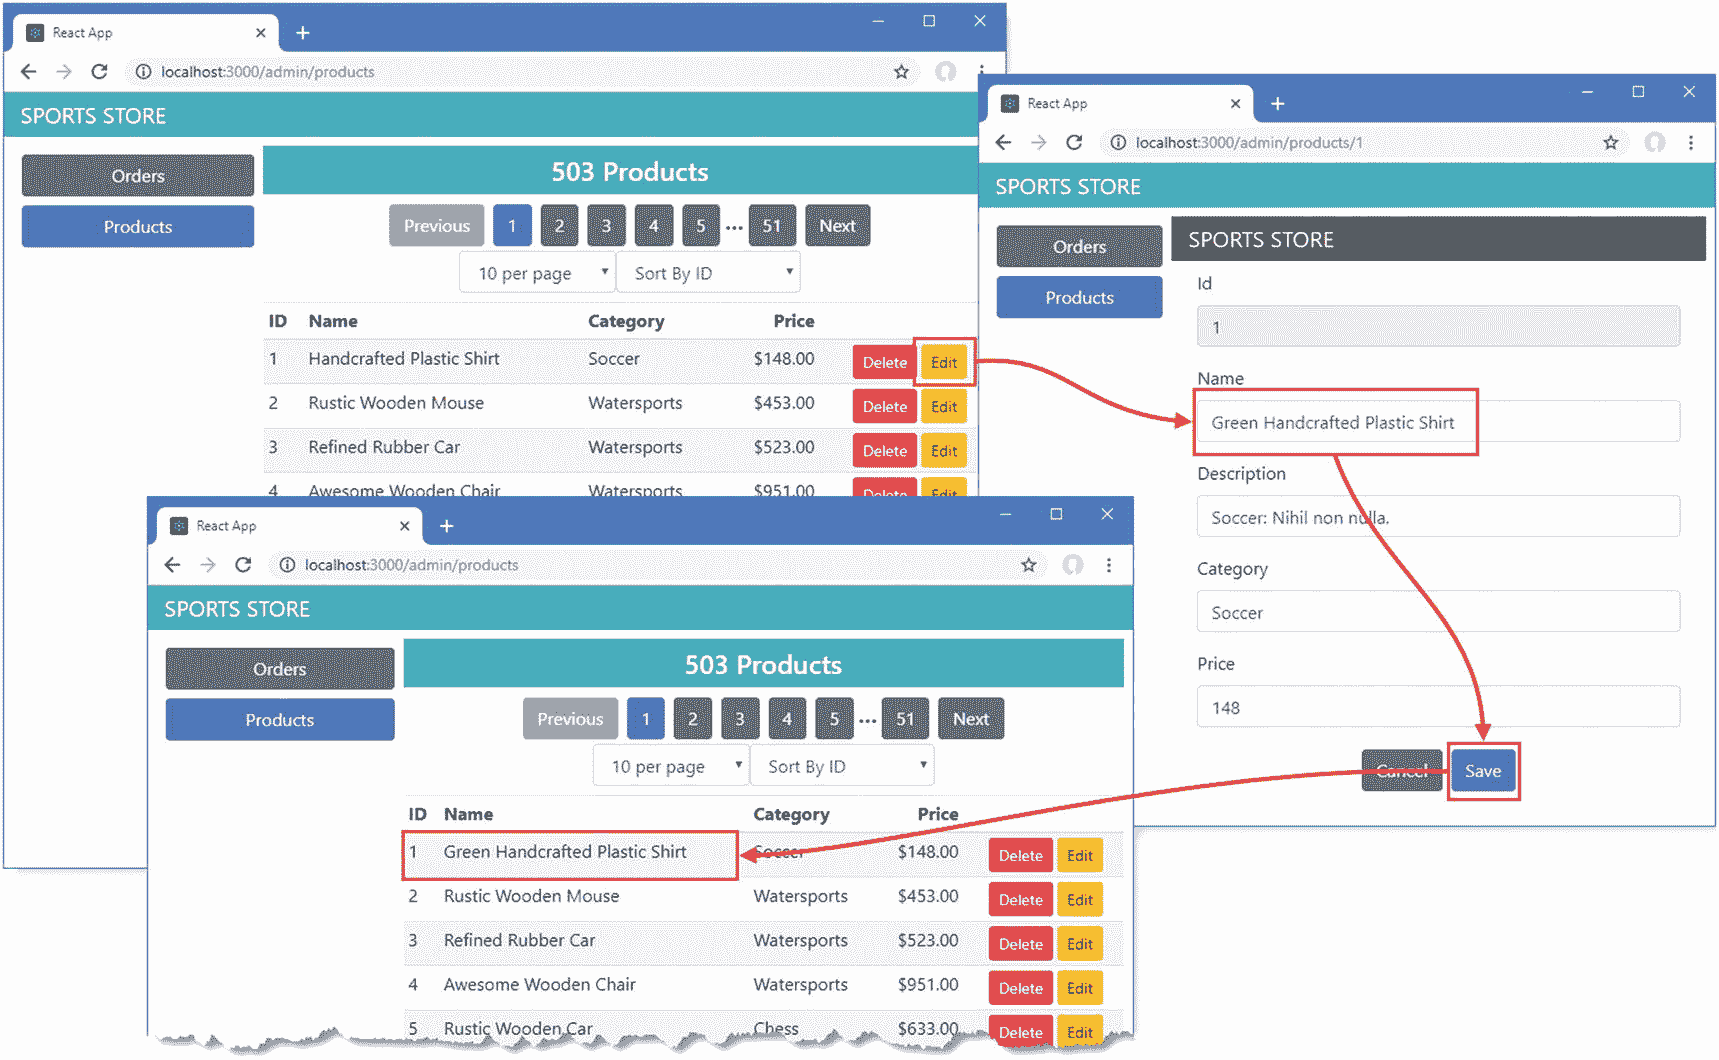 React App
localhost:3000/admin/products
SPORTS STORE
Orders
Products
503 Products
Previous 1 2 3 4 5 ... 51 Next
10 per page Sort By ID
ID Name Category Price
1 Handcrafted Plastic Shirt Soccer $148.00 Delete Edit
2 Rustic Wooden Mouse Watersports $453.00 Delete Edit
3 Refined Rubber Car Watersports $523.00 Delete Edit
4 Awesome Wooden Chair Watersports $951.00 Delete Edit
React App
localhost:3000/admin/products/1
SPORTS STORE
Orders
Products
SPORTS STORE
Id
1
Name
Green Handcrafted Plastic Shirt
Description
Soccer: Nihil non nulla.
Category
Soccer
Price
148
Cancel Save
React App
localhost:3000/admin/products
SPORTS STORE
Orders
Products
503 Products
Previous 1 2 3 4 5 ... 51 Next
10 per page Sort By ID
ID Name Category Price
1 Green Handcrafted Plastic Shirt Soccer $148.00 Delete Edit
2 Rustic Wooden Mouse Watersports $453.00 Delete Edit
3 Refined Rubber Car Watersports $523.00 Delete Edit
4 Awesome Wooden Chair Watersports $951.00 Delete Edit
5 Rustic Wooden Car Chess $633.00 Delete Edit